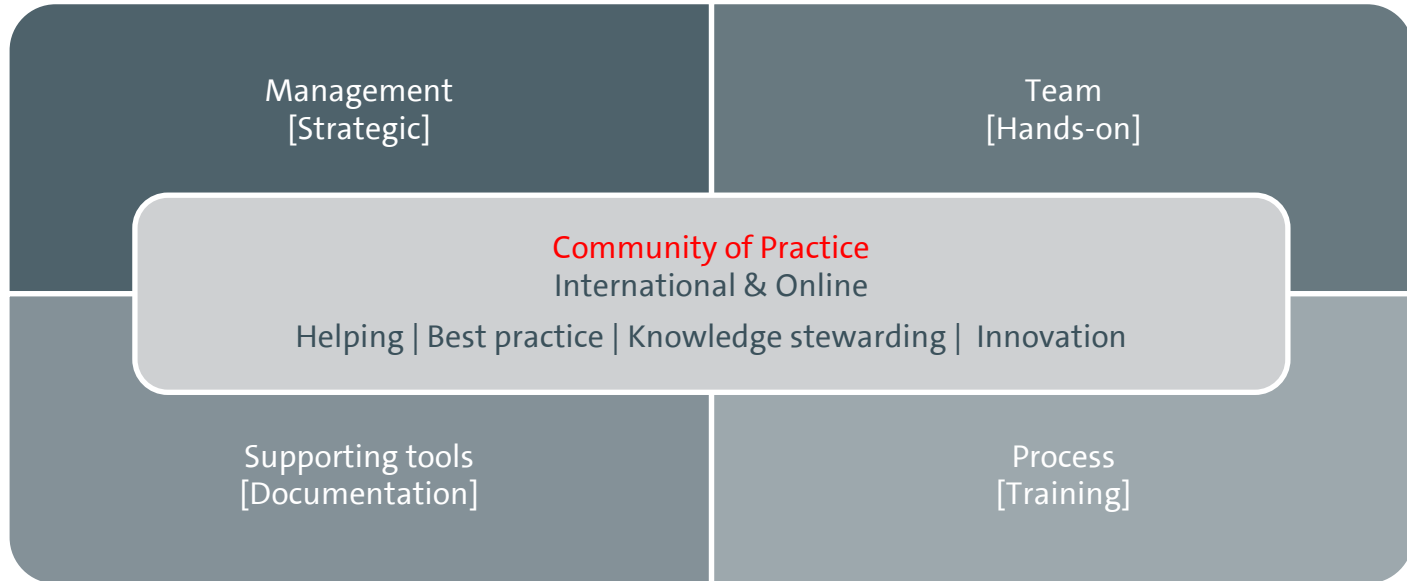 Management
[Strategic]
Team
[Hands-on]
Community of Practice
International & Online
Helping | Best practice | Knowledge stewarding | Innovation
Supporting tools
[Documentation]
Process
[Training]